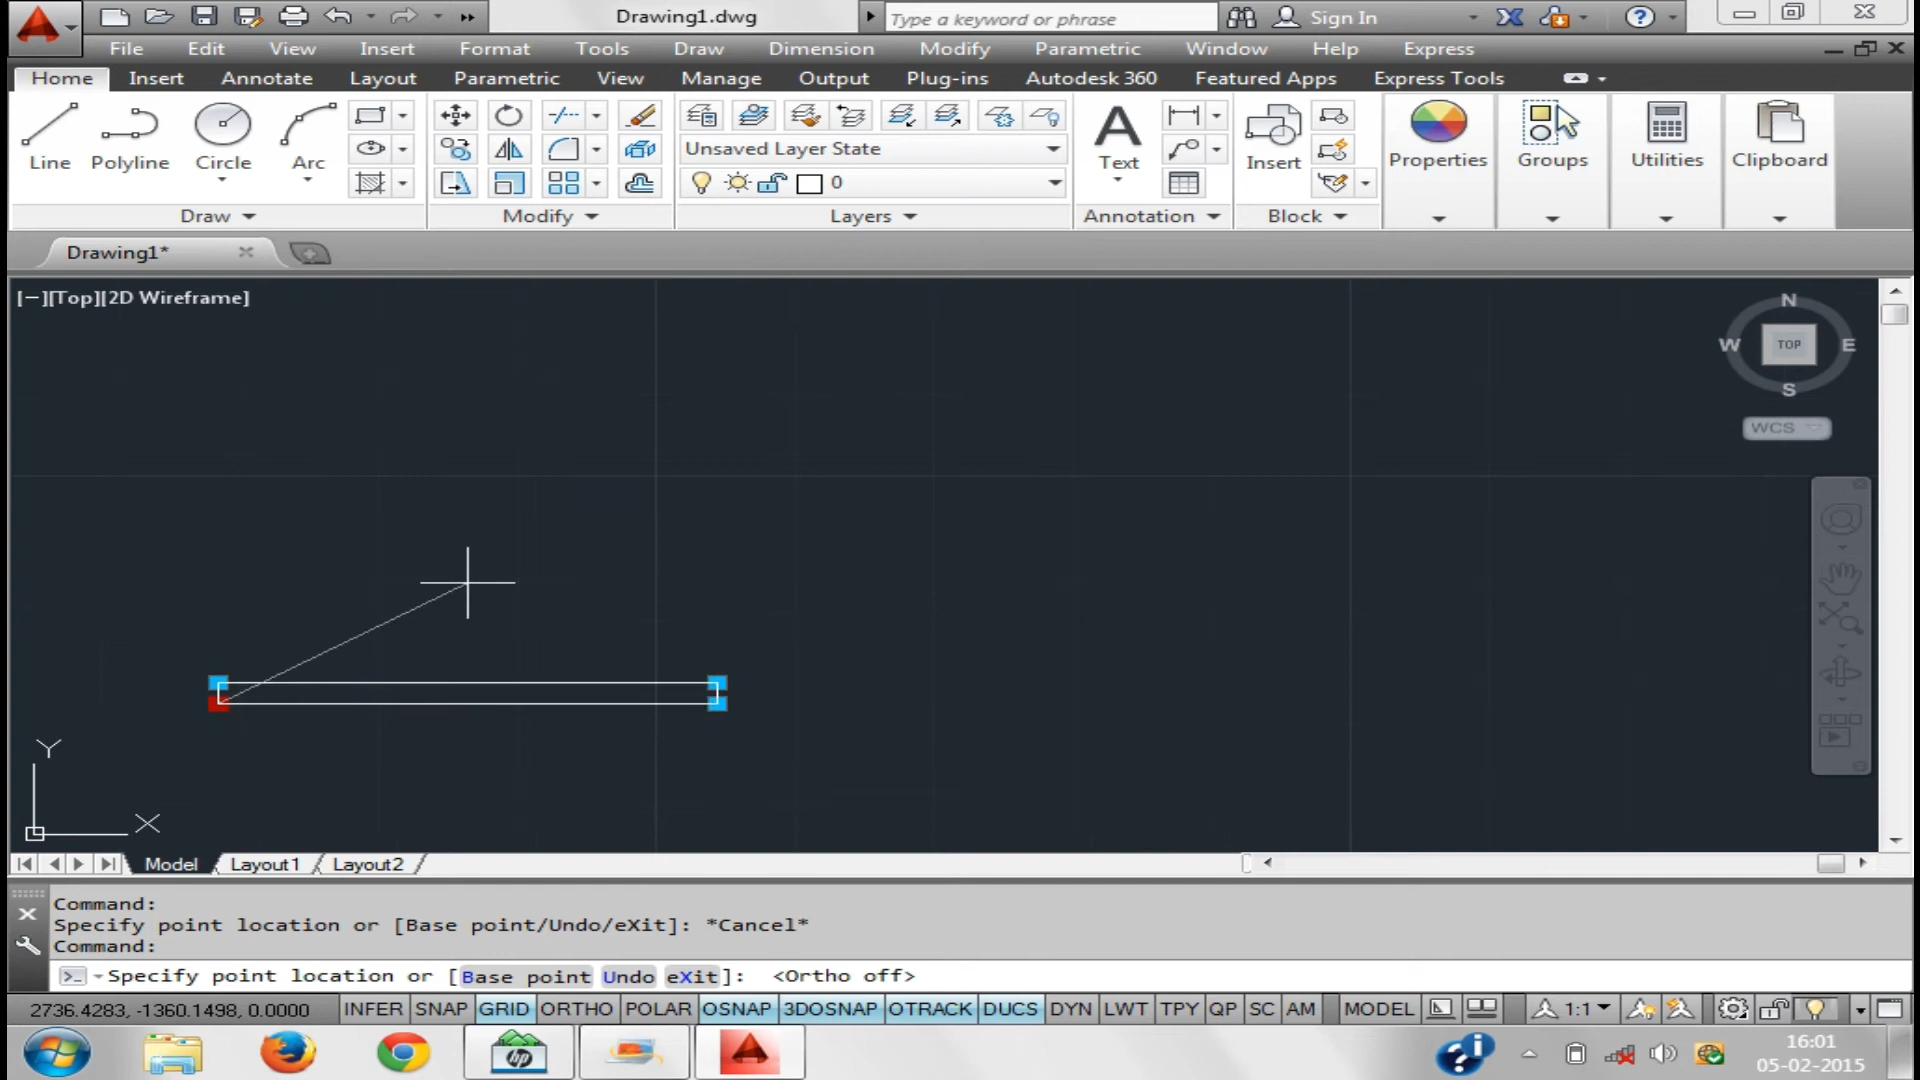 Drawing1.dwg
Type a keyword or phrase
Sign In
File Edit View Insert Format Tools Draw Dimension Modify Parametric Window Help Express
Home Insert Annotate Layout Parametric View Manage Output Plug-ins Autodesk 360 Featured Apps Express Tools
Line Polyline Circle Arc
Unsaved Layer State
0
Text
Insert
Properties Groups Utilities Clipboard
Draw Modify Layers Annotation Block
Drawing1*
[−][Top][2D Wireframe]
N
W TOP E
S
WCS
Y
X
Model Layout1 Layout2
Command:
Specify point location or [Base point/Undo/eXit]: *Cancel*
Command:
Specify point location or [Base point Undo eXit]: <Ortho off>
2736.4283, -1360.1498, 0.0000 INFER SNAP GRID ORTHO POLAR OSNAP 3DOSNAP OTRACK DUCS DYN LWT TPY QP SC AM MODEL 1:1
hp
16:01
05-02-2015